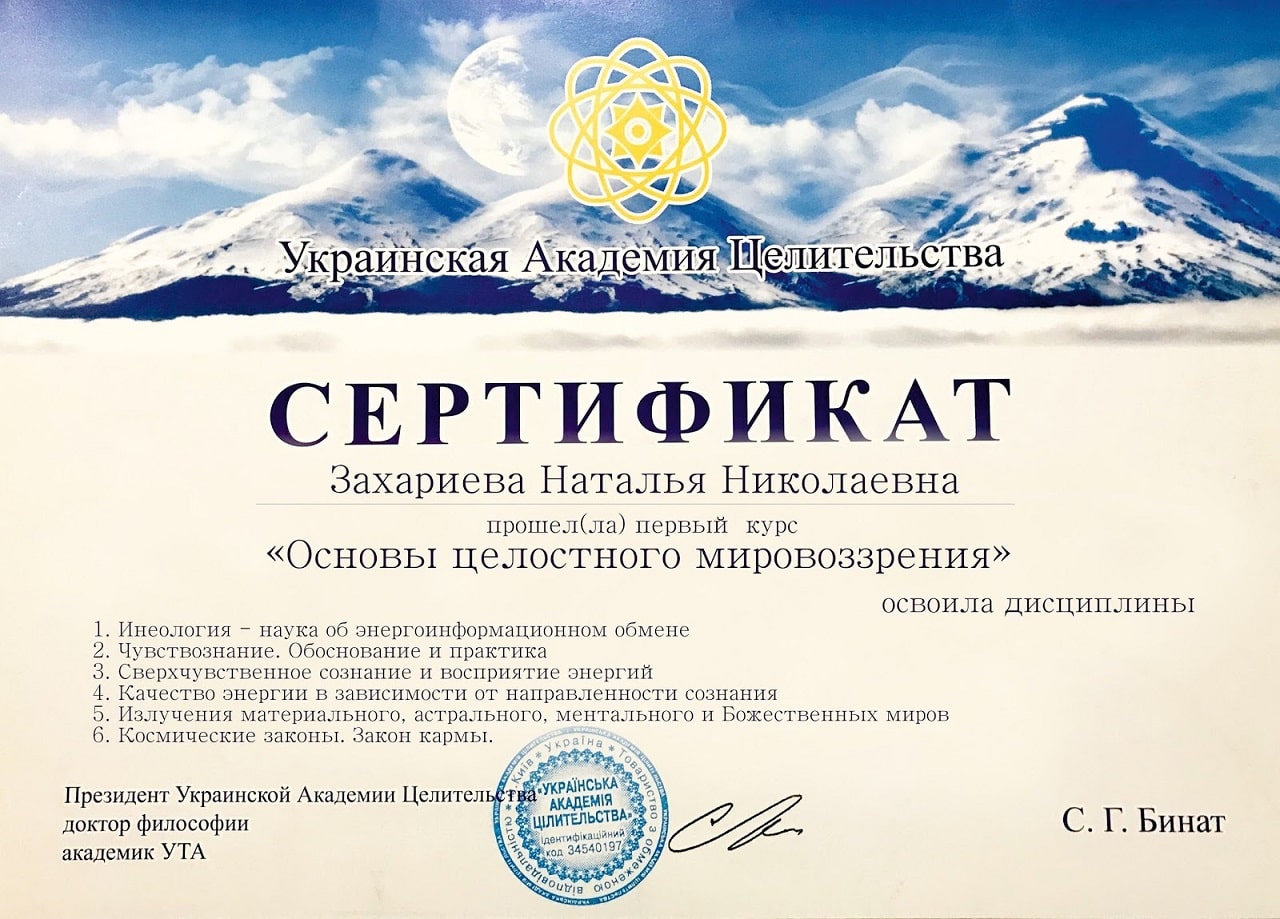 Украинская Академия Целительства
СЕРТИФИКАТ
Захариева Наталья Николаевна
прошел(ла) первый курс
«Основы целостного мировоззрения»
освоила дисциплины
1. Инеология - наука об энергоинформационном обмене
2. Чувствознание. Обоснование и практика
3. Сверхчувственное сознание и восприятие энергий
4. Качество энергии в зависимости от направленности сознания
5. Излучения материального, астрального, ментального и Божественных миров
6. Космические законы. Закон кармы.
Президент Украинской Академии Целительства
доктор философии
академик УТА
* Київ * Україна * Товариство з обмеженою відповідальністю
«УКРАЇНСЬКА
АКАДЕМІЯ
ЦІЛИТЕЛЬСТВА»
Ідентифікаційний
код 34540197
С. Г. Бинат